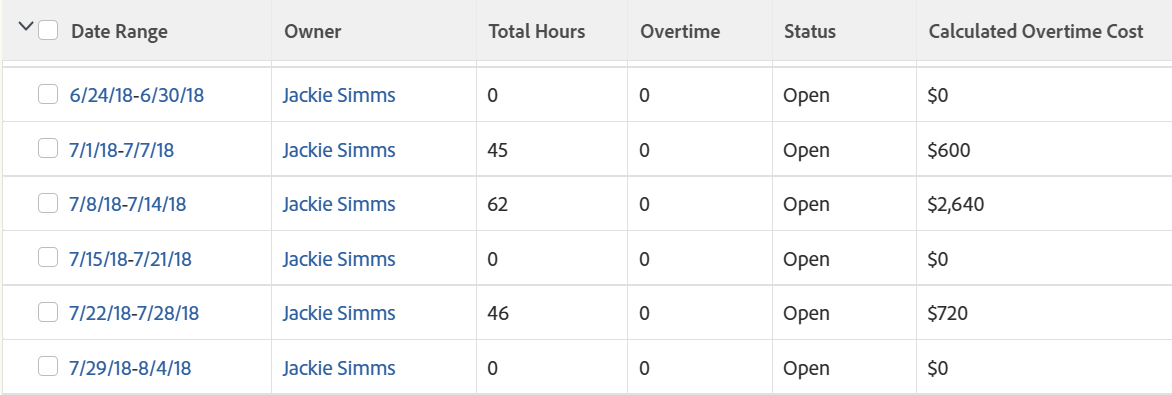 Date Range Owner Total Hours Overtime Status Calculated Overtime Cost
6/24/18-6/30/18 Jackie Simms 0 0 Open $0
7/1/18-7/7/18 Jackie Simms 45 0 Open $600
7/8/18-7/14/18 Jackie Simms 62 0 Open $2,640
7/15/18-7/21/18 Jackie Simms 0 0 Open $0
7/22/18-7/28/18 Jackie Simms 46 0 Open $720
7/29/18-8/4/18 Jackie Simms 0 0 Open $0